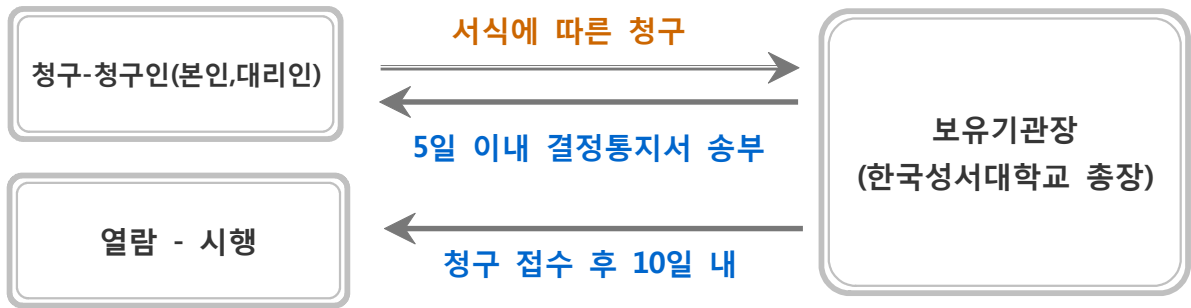 서식에 따른 청구
청구-청구인(본인,대리인)
5일 이내 결정통지서 송부
보유기관장
(한국성서대학교 총장)
열람 - 시행
청구 접수 후 10일 내